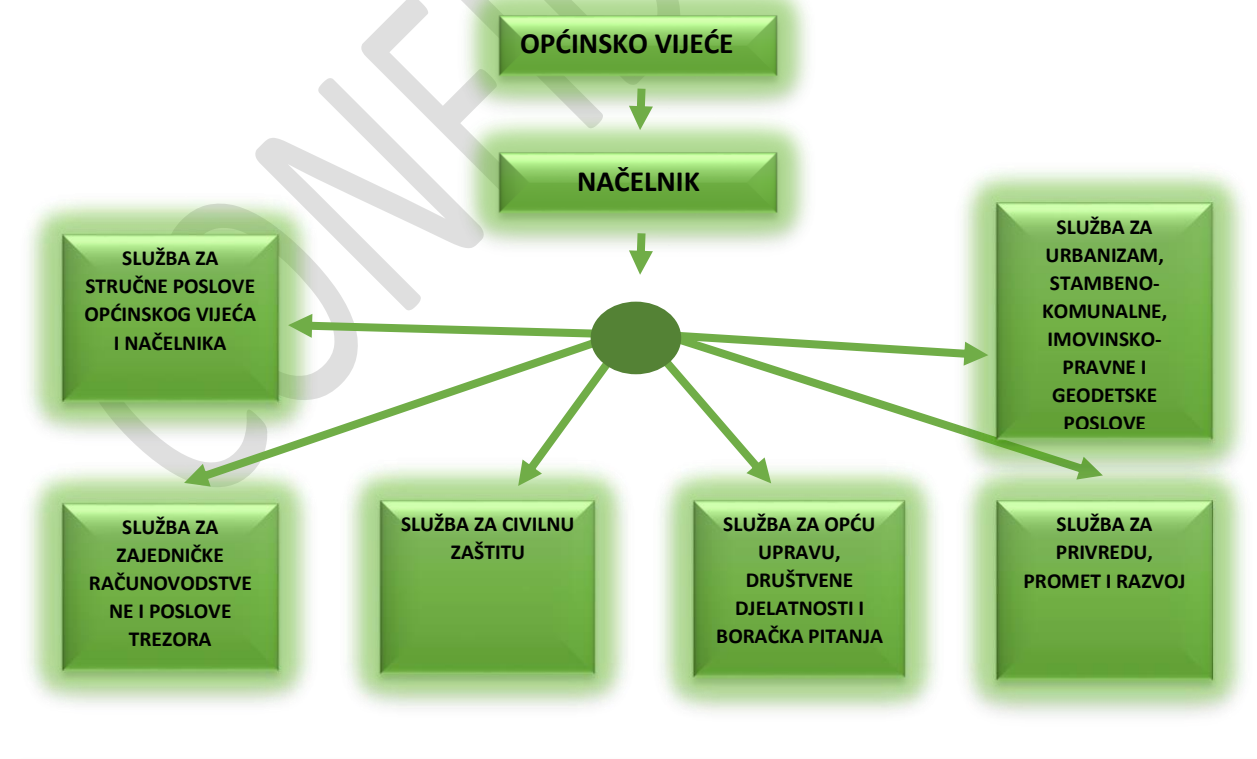 OPĆINSKO VIJEĆE
NAČELNIK
SLUŽBA ZA
STRUČNE POSLOVE
OPĆINSKOG VIJEĆA
I NAČELNIKA
SLUŽBA ZA
URBANIZAM,
STAMBENO-
KOMUNALNE,
IMOVINSKO-
PRAVNE I
GEODETSKE
POSLOVE
SLUŽBA ZA
ZAJEDNIČKE
RAČUNOVODSTVE
NE I POSLOVE
TREZORA
SLUŽBA ZA CIVILNU
ZAŠTITU
SLUŽBA ZA OPĆU
UPRAVU,
DRUŠTVENE
DJELATNOSTI I
BORAČKA PITANJA
SLUŽBA ZA
PRIVREDU,
PROMET I RAZVOJ